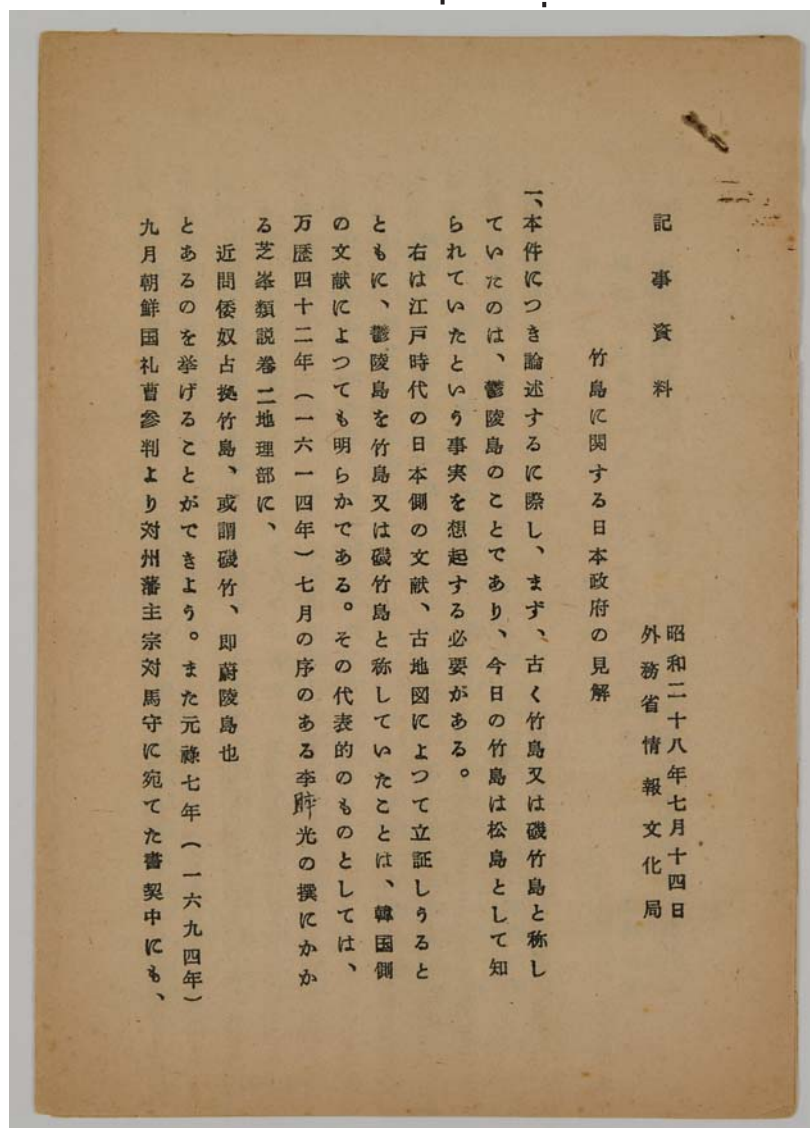 記事資料
昭和二十八年七月十四日
外務省情報文化局
竹島に関する日本政府の見解
一、本件につき論述するに際し、まず、古く竹島又は磯竹島と称し
ていたのは、鬱陵島のことであり、今日の竹島は松島として知
られていたという事実を想起する必要がある。
右は江戸時代の日本側の文献、古地図によつて立証しうると
ともに、鬱陵島を竹島又は磯竹島と称していたことは、韓国側
の文献によつても明らかである。その代表的のものとしては、
万歴四十二年(一六一四年)七月の序のある李睟光の撰にかか
る芝峯類説巻二地理部に、
近間倭奴占拠竹島、或謂磯竹、即蔚陵島也
とあるのを挙げることができよう。また元祿七年(一六九四年)
九月朝鮮国礼曹参判より対州藩主宗対馬守に宛てた書契中にも、